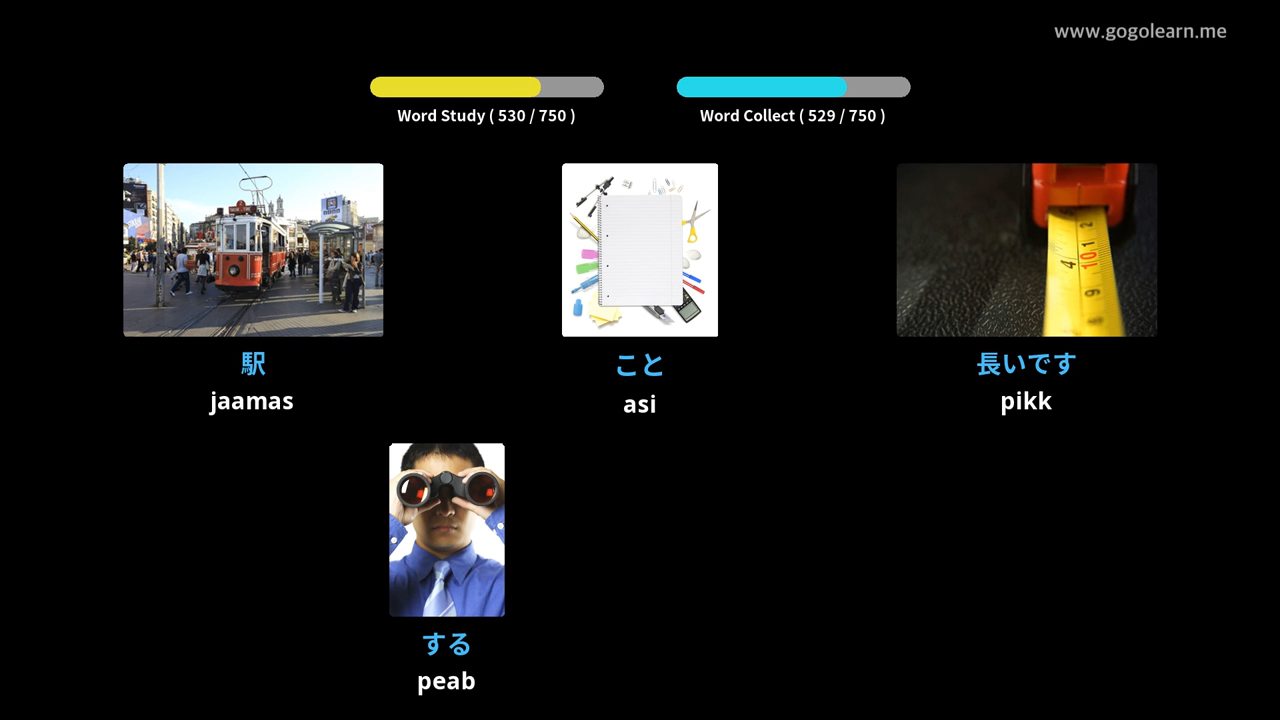 www.gogolearn.me
Word Study ( 530 / 750 )
Word Collect ( 529 / 750 )
駅
jaamas
こと
asi
長いです
pikk
する
peab